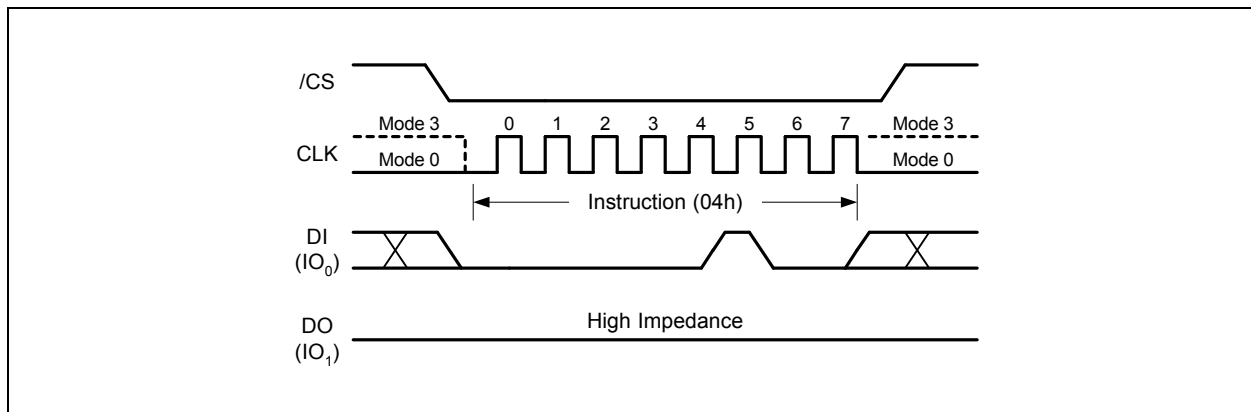 /CS
Mode 3 0 1 2 3 4 5 6 7 Mode 3
CLK
Mode 0 Mode 0
Instruction (04h)
DI
(IO₀)
High Impedance
DO
(IO₁)